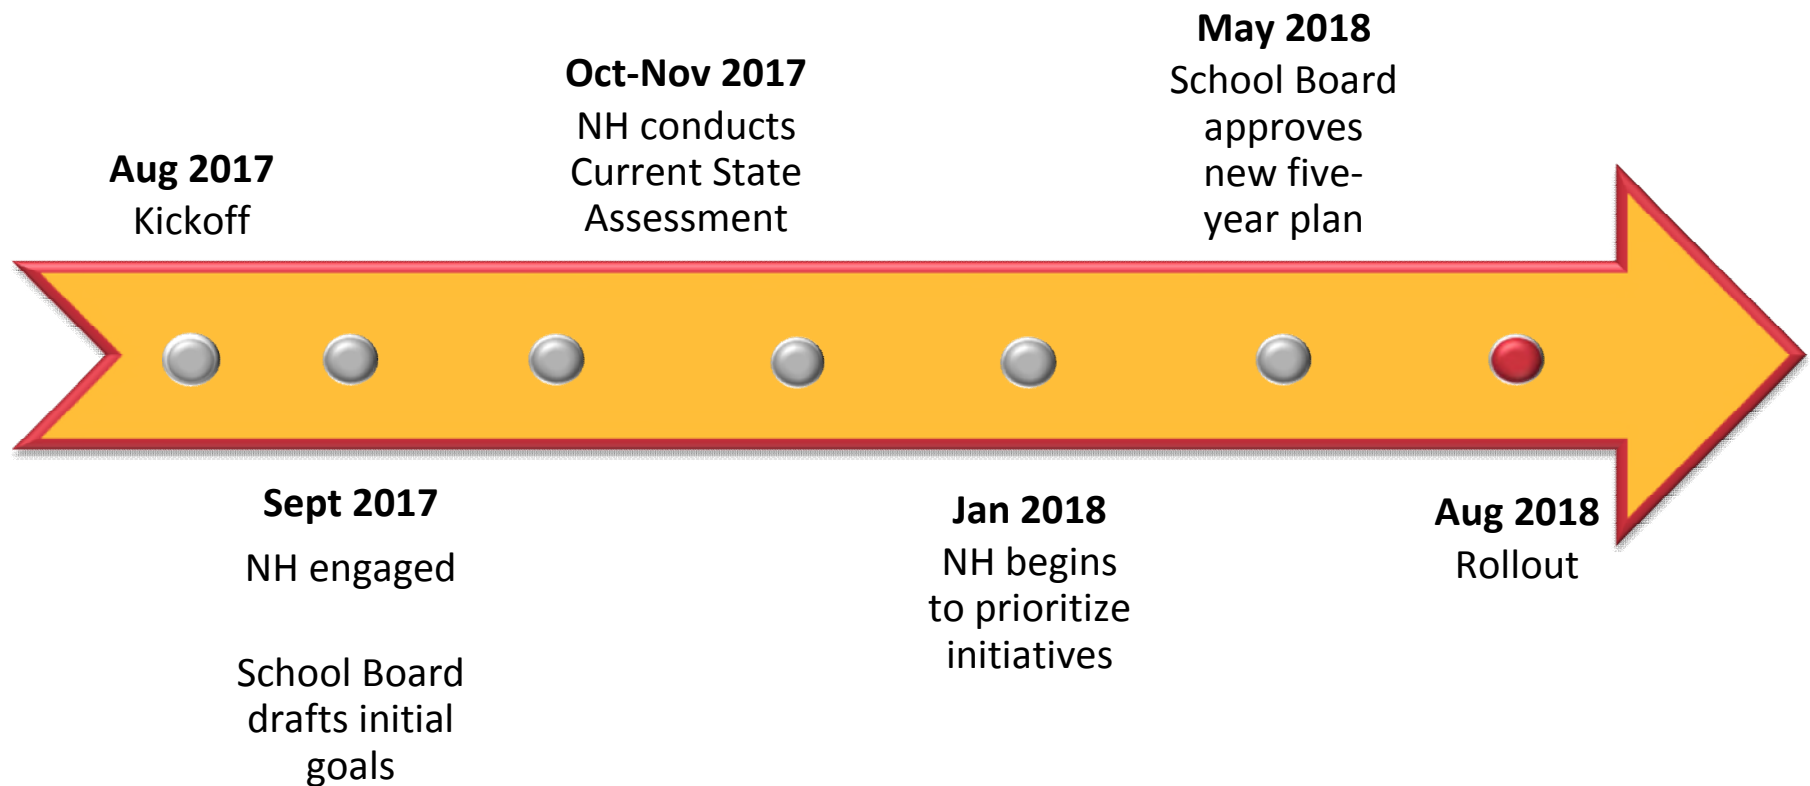 Aug 2017
Kickoff
Sept 2017
NH engaged
School Board
drafts initial
goals
Oct-Nov 2017
NH conducts
Current State
Assessment
Jan 2018
NH begins
to prioritize
initiatives
May 2018
School Board
approves
new five-
year plan
Aug 2018
Rollout